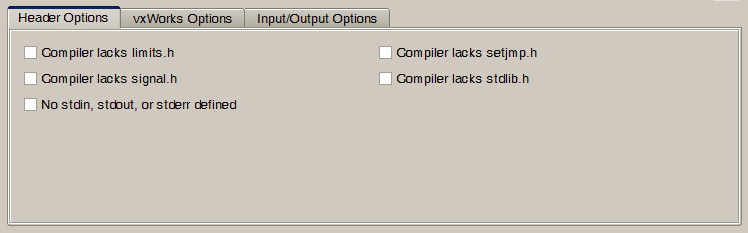 Header Options vxWorks Options Input/Output Options
Compiler lacks limits.h Compiler lacks setjmp.h
Compiler lacks signal.h Compiler lacks stdlib.h
No stdin, stdout, or stderr defined